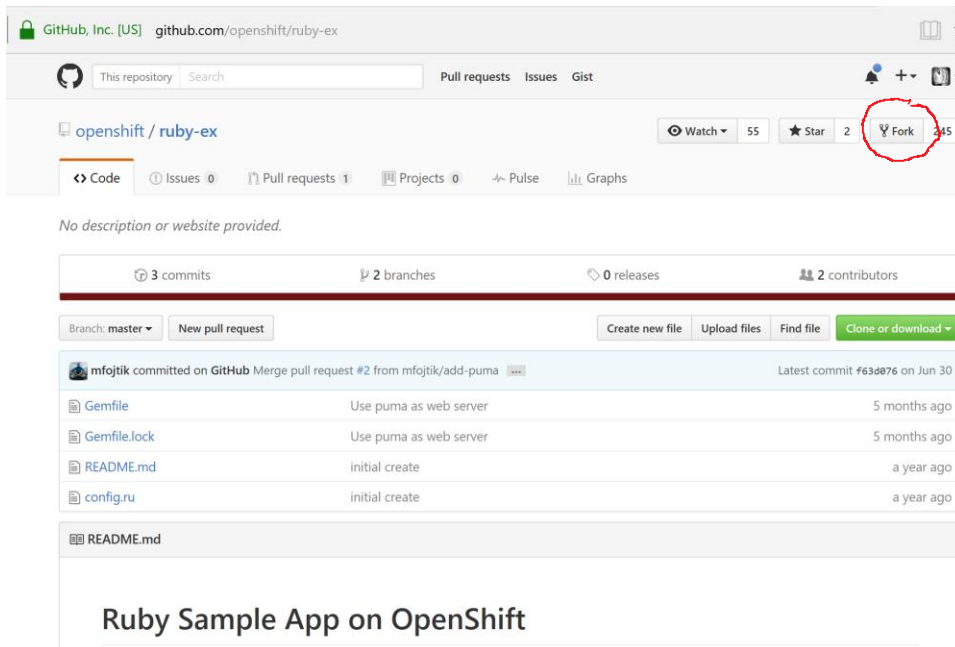 GitHub, Inc. [US] github.com/openshift/ruby-ex
This repository Search Pull requests Issues Gist
openshift / ruby-ex Watch 55 Star 2 Fork 245
Code Issues 0 Pull requests 1 Projects 0 Pulse Graphs
No description or website provided.
3 commits 2 branches 0 releases 2 contributors
Branch: master New pull request Create new file Upload files Find file Clone or download
mfojtik committed on GitHub Merge pull request #2 from mfojtik/add-puma ... Latest commit f63d076 on Jun 30
Gemfile Use puma as web server 5 months ago
Gemfile.lock Use puma as web server 5 months ago
README.md initial create a year ago
config.ru initial create a year ago
README.md
Ruby Sample App on OpenShift